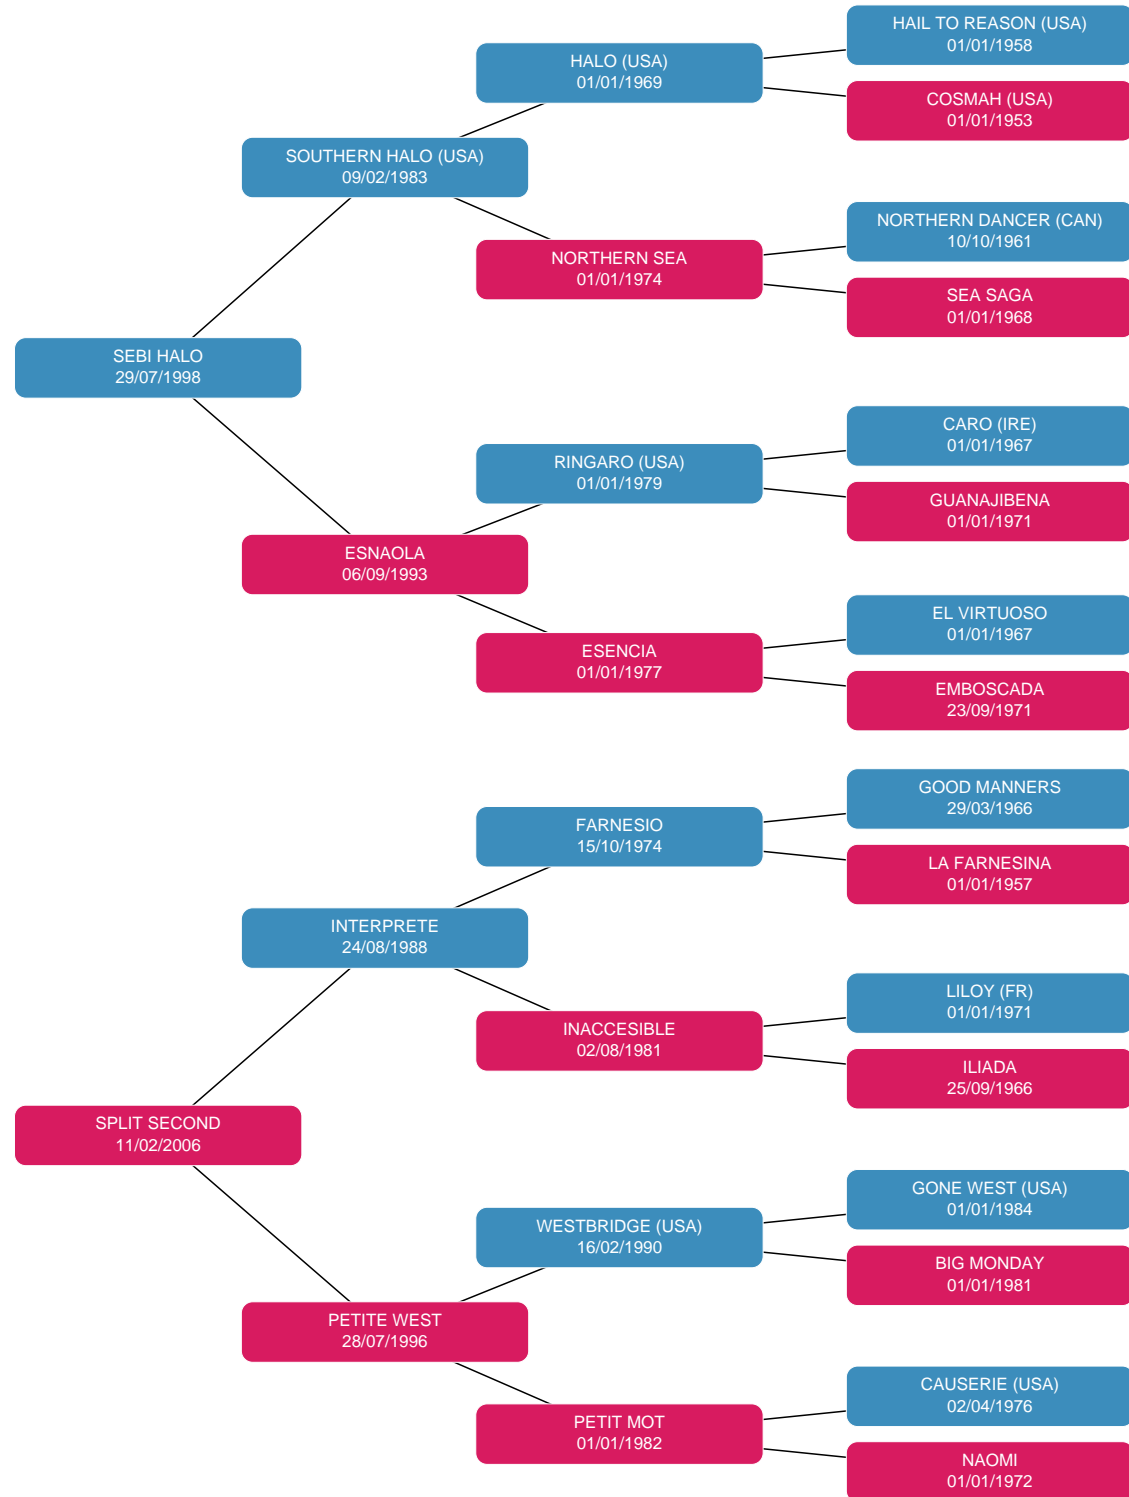 HAIL TO REASON (USA)
01/01/1958
HALO (USA)
01/01/1969
COSMAH (USA)
01/01/1953
SOUTHERN HALO (USA)
09/02/1983
NORTHERN DANCER (CAN)
10/10/1961
NORTHERN SEA
01/01/1974
SEA SAGA
01/01/1968
SEBI HALO
29/07/1998
CARO (IRE)
01/01/1967
RINGARO (USA)
01/01/1979
GUANAJIBENA
01/01/1971
ESNAOLA
06/09/1993
EL VIRTUOSO
01/01/1967
ESENCIA
01/01/1977
EMBOSCADA
23/09/1971
GOOD MANNERS
29/03/1966
FARNESIO
15/10/1974
LA FARNESINA
01/01/1957
INTERPRETE
24/08/1988
LILOY (FR)
01/01/1971
INACCESIBLE
02/08/1981
ILIADA
25/09/1966
SPLIT SECOND
11/02/2006
GONE WEST (USA)
01/01/1984
WESTBRIDGE (USA)
16/02/1990
BIG MONDAY
01/01/1981
PETITE WEST
28/07/1996
CAUSERIE (USA)
02/04/1976
PETIT MOT
01/01/1982
NAOMI
01/01/1972